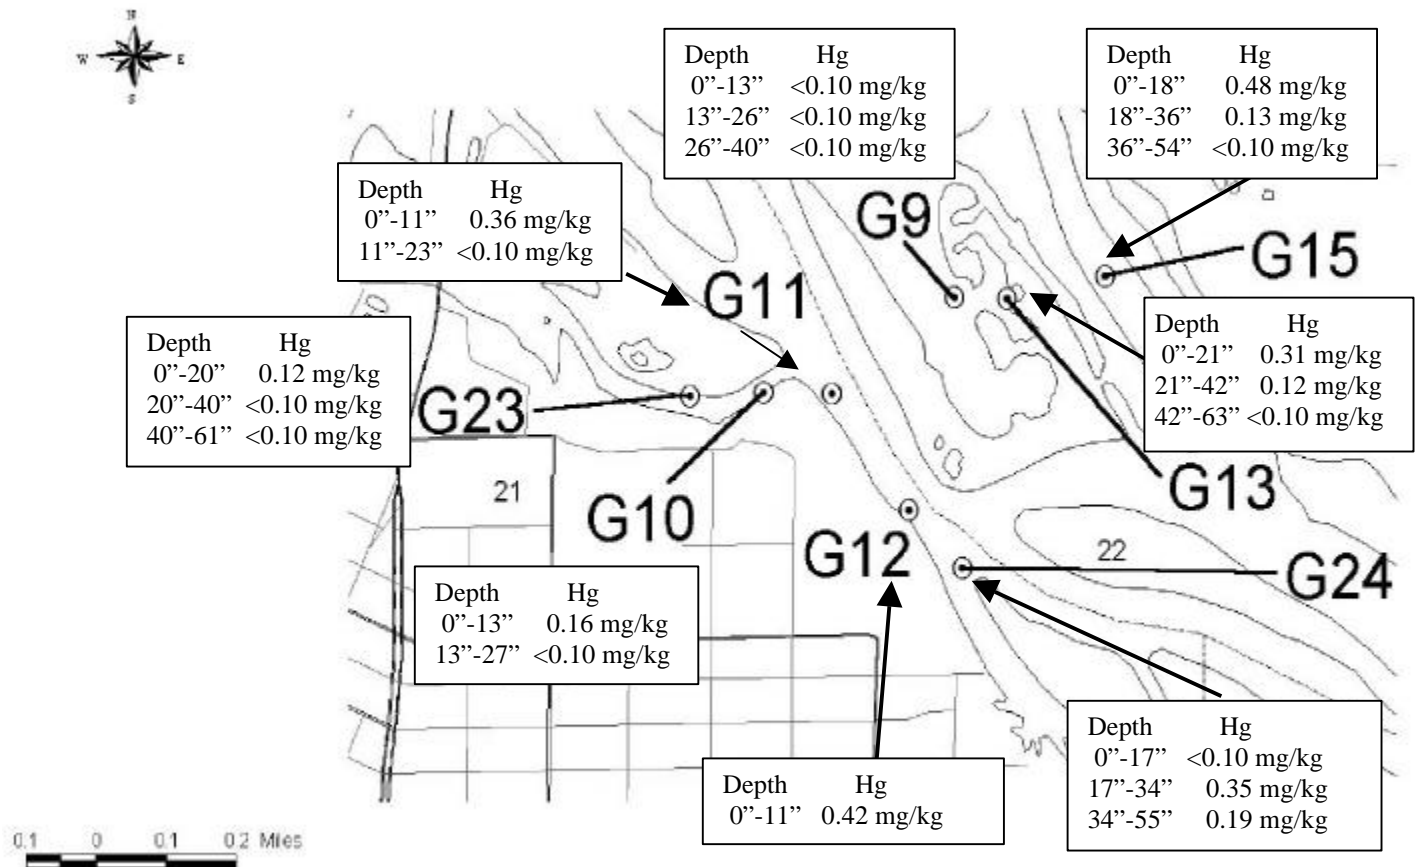 N
W E
S
Depth Hg
0”-13” <0.10 mg/kg
13”-26” <0.10 mg/kg
26”-40” <0.10 mg/kg
Depth Hg
0”-18” 0.48 mg/kg
18”-36” 0.13 mg/kg
36”-54” <0.10 mg/kg
Depth Hg
0”-11” 0.36 mg/kg
11”-23” <0.10 mg/kg
G9
G15
G11
Depth Hg
0”-21” 0.31 mg/kg
21”-42” 0.12 mg/kg
42”-63” <0.10 mg/kg
Depth Hg
0”-20” 0.12 mg/kg
20”-40” <0.10 mg/kg
40”-61” <0.10 mg/kg
G23
21
G10
G13
G12
22
G24
Depth Hg
0”-13” 0.16 mg/kg
13”-27” <0.10 mg/kg
Depth Hg
0”-17” <0.10 mg/kg
17”-34” 0.35 mg/kg
34”-55” 0.19 mg/kg
Depth Hg
0”-11” 0.42 mg/kg
0.1 0 0.1 0.2 Miles